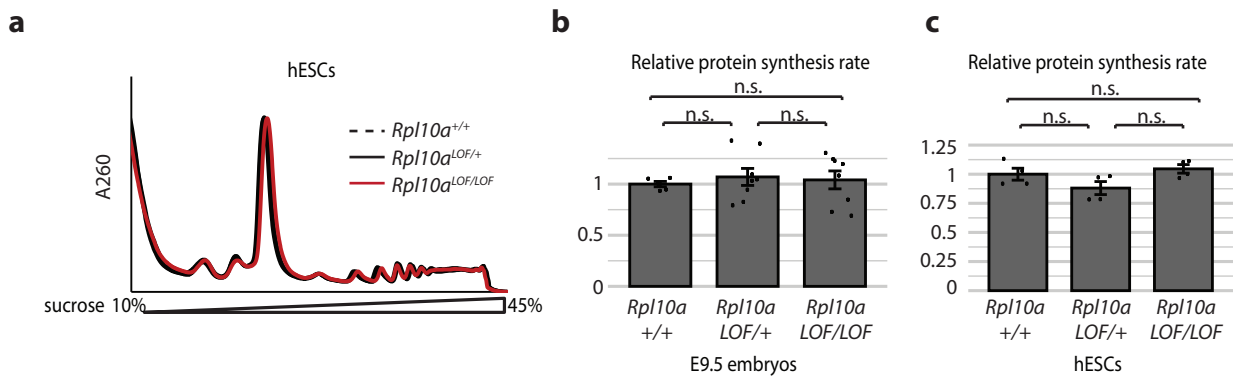 a
hESCs
A260
Rpl10a+/+
Rpl10aLOF/+
Rpl10aLOF/LOF
sucrose 10%
45%
b
Relative protein synthesis rate
n.s.
n.s.
n.s.
1
0.5
0
Rpl10a
+/+
Rpl10a
LOF/+
Rpl10a
LOF/LOF
E9.5 embryos
c
Relative protein synthesis rate
n.s.
n.s.
n.s.
1.25
1
0.75
0.5
0.25
0
Rpl10a
+/+
Rpl10a
LOF/+
Rpl10a
LOF/LOF
hESCs